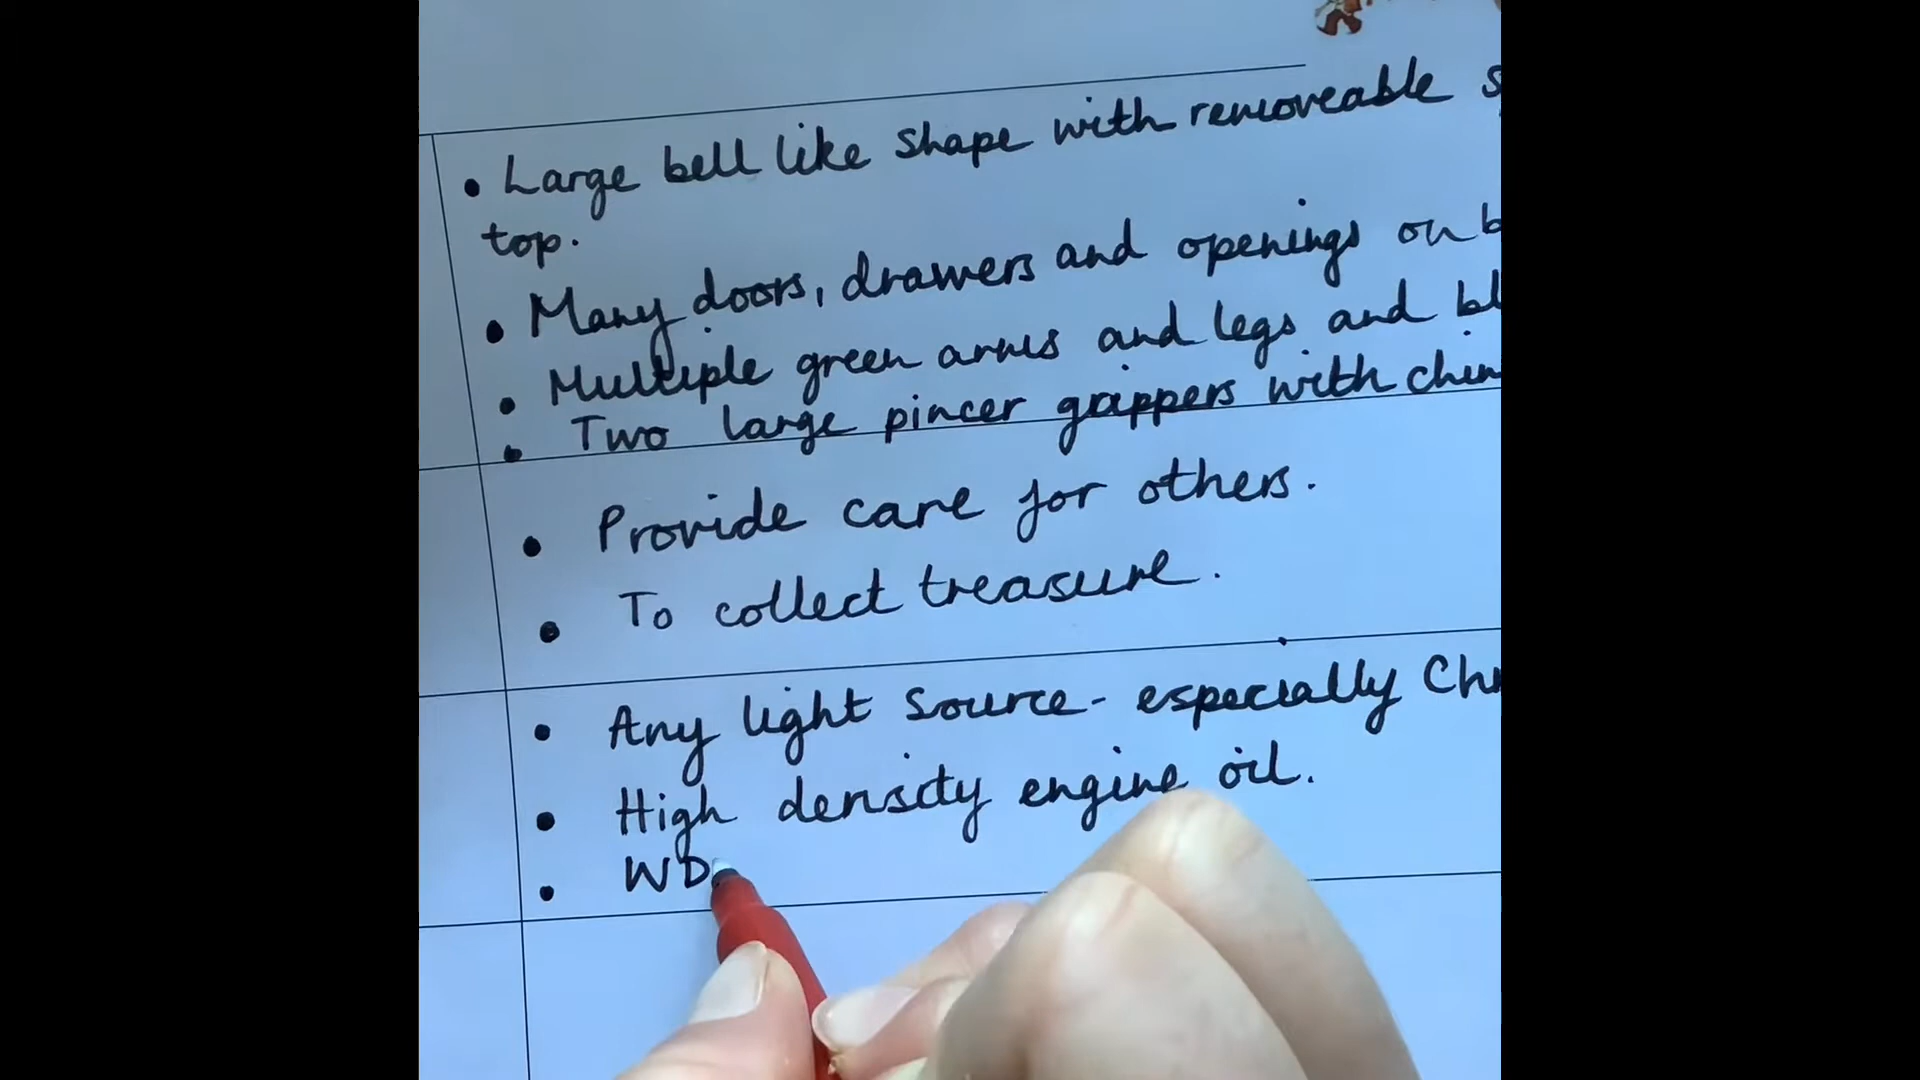 • Large bell like shape with removeable
top.
• Many doors, drawers and openings on
• Multiple green arms and legs and
• Two large pincer grippers with
• Provide care for others.
• To collect treasure.
• Any light source - especially
• High density engine oil.
• WD